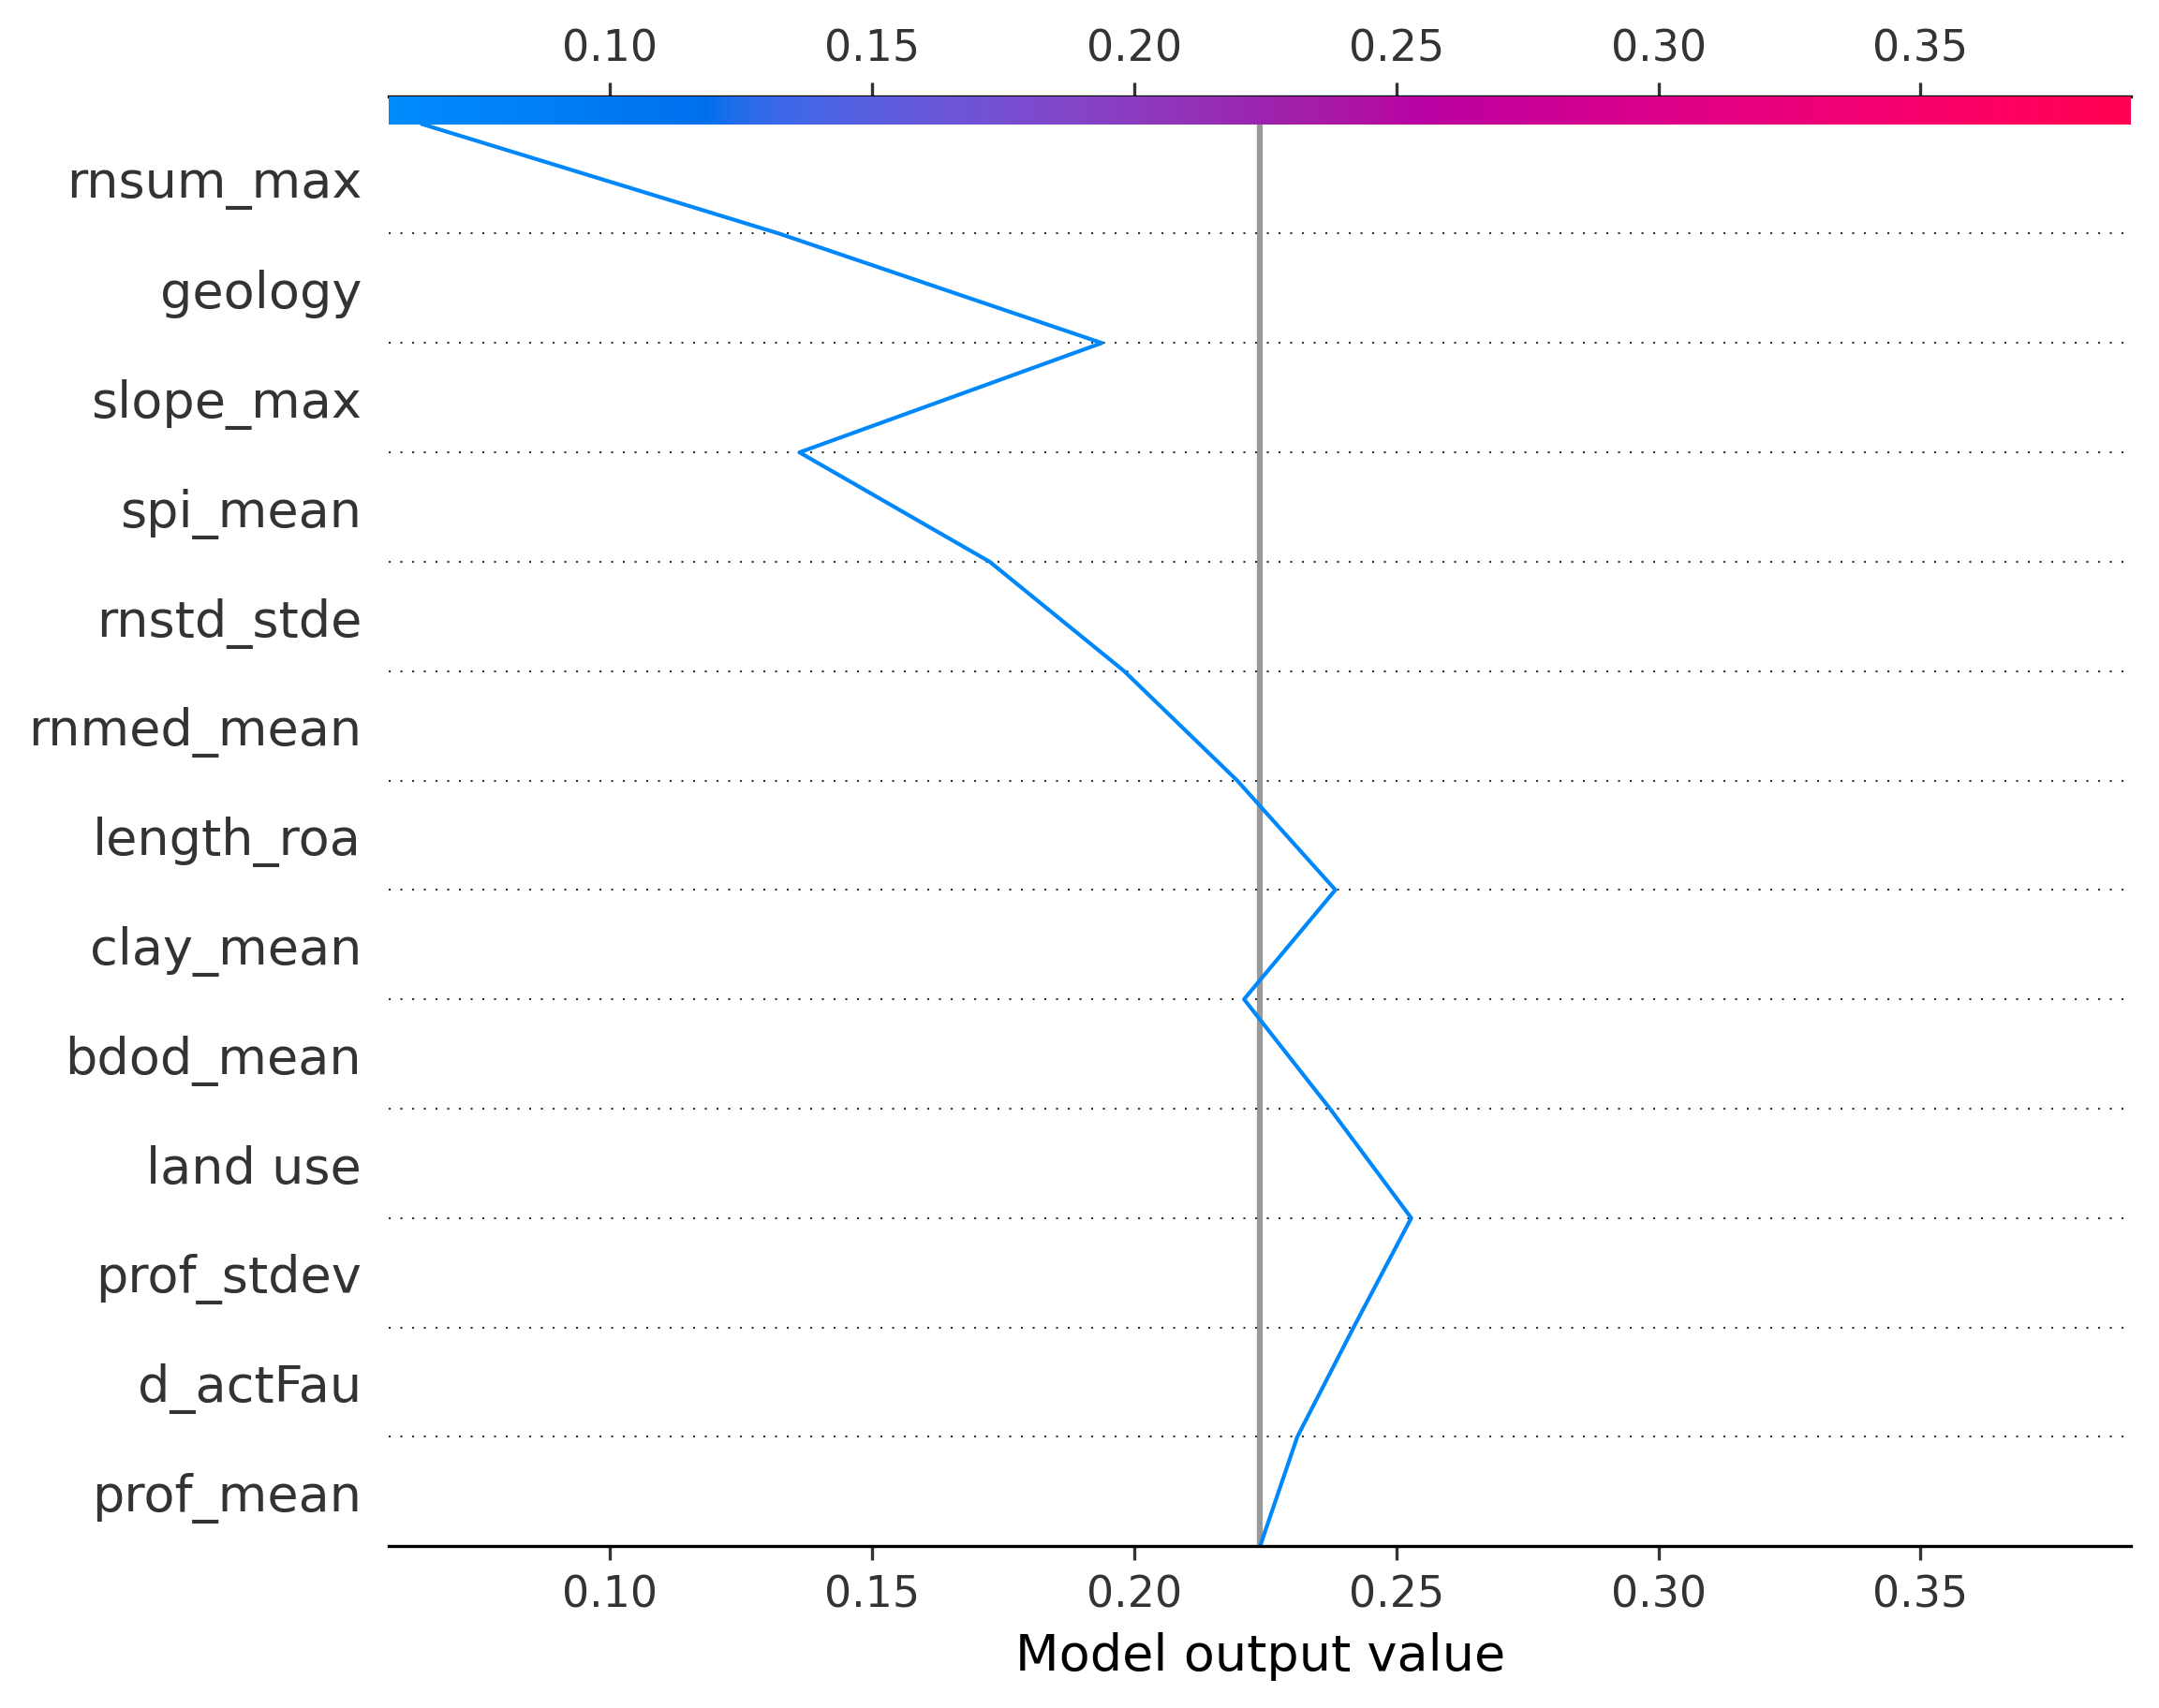 0.10 0.15 0.20 0.25 0.30 0.35
rnsum_max
geology
slope_max
spi_mean
rnstd_stde
rnmed_mean
length_roa
clay_mean
bdod_mean
land use
prof_stdev
d_actFau
prof_mean
0.10 0.15 0.20 0.25 0.30 0.35
Model output value